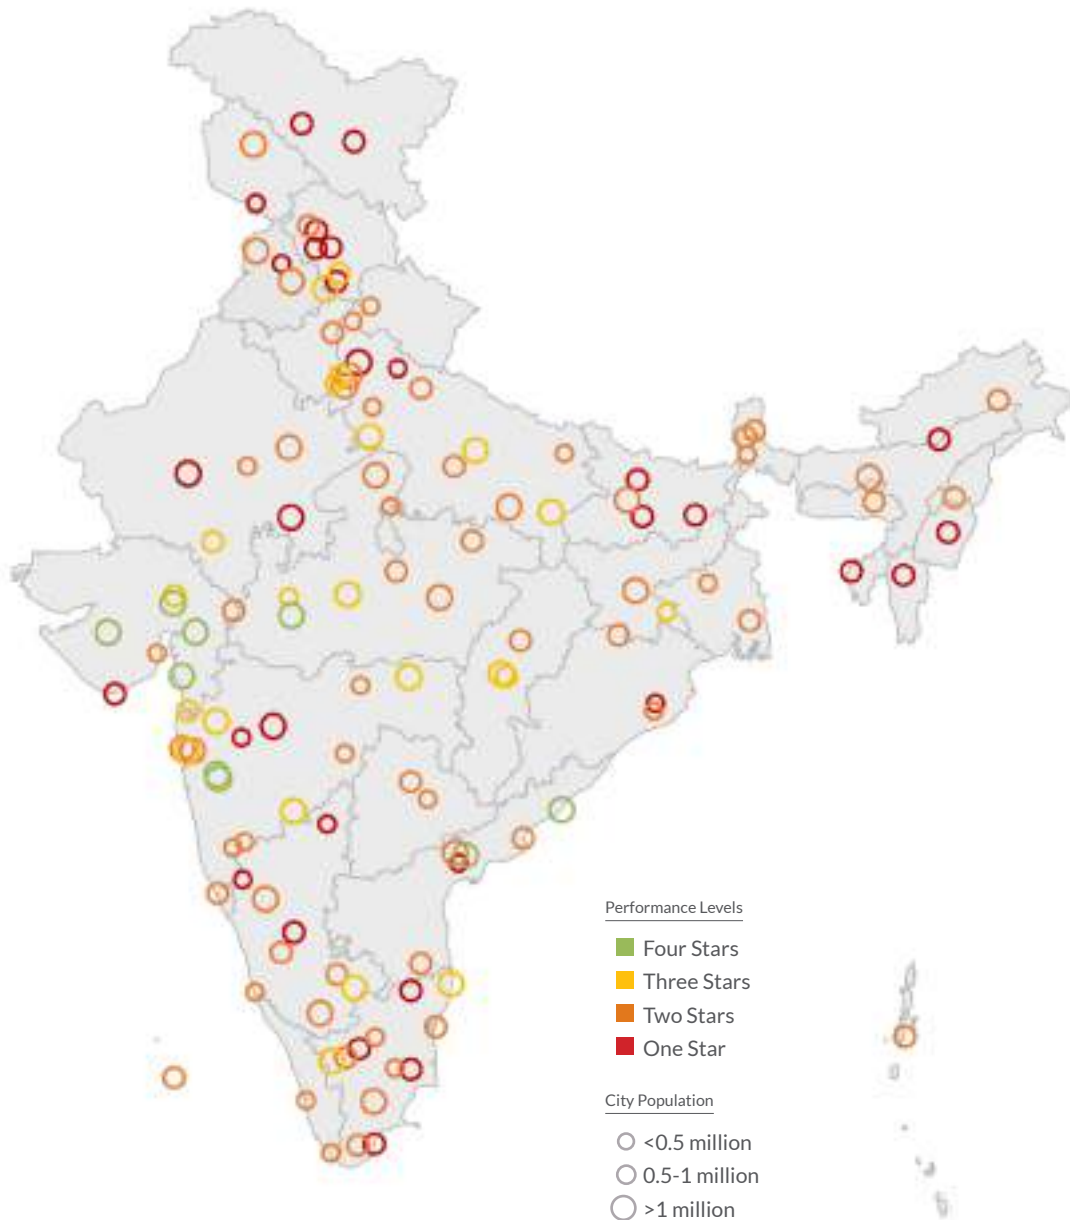 Performance Levels
Four Stars
Three Stars
Two Stars
One Star
City Population
<0.5 million
0.5-1 million
>1 million